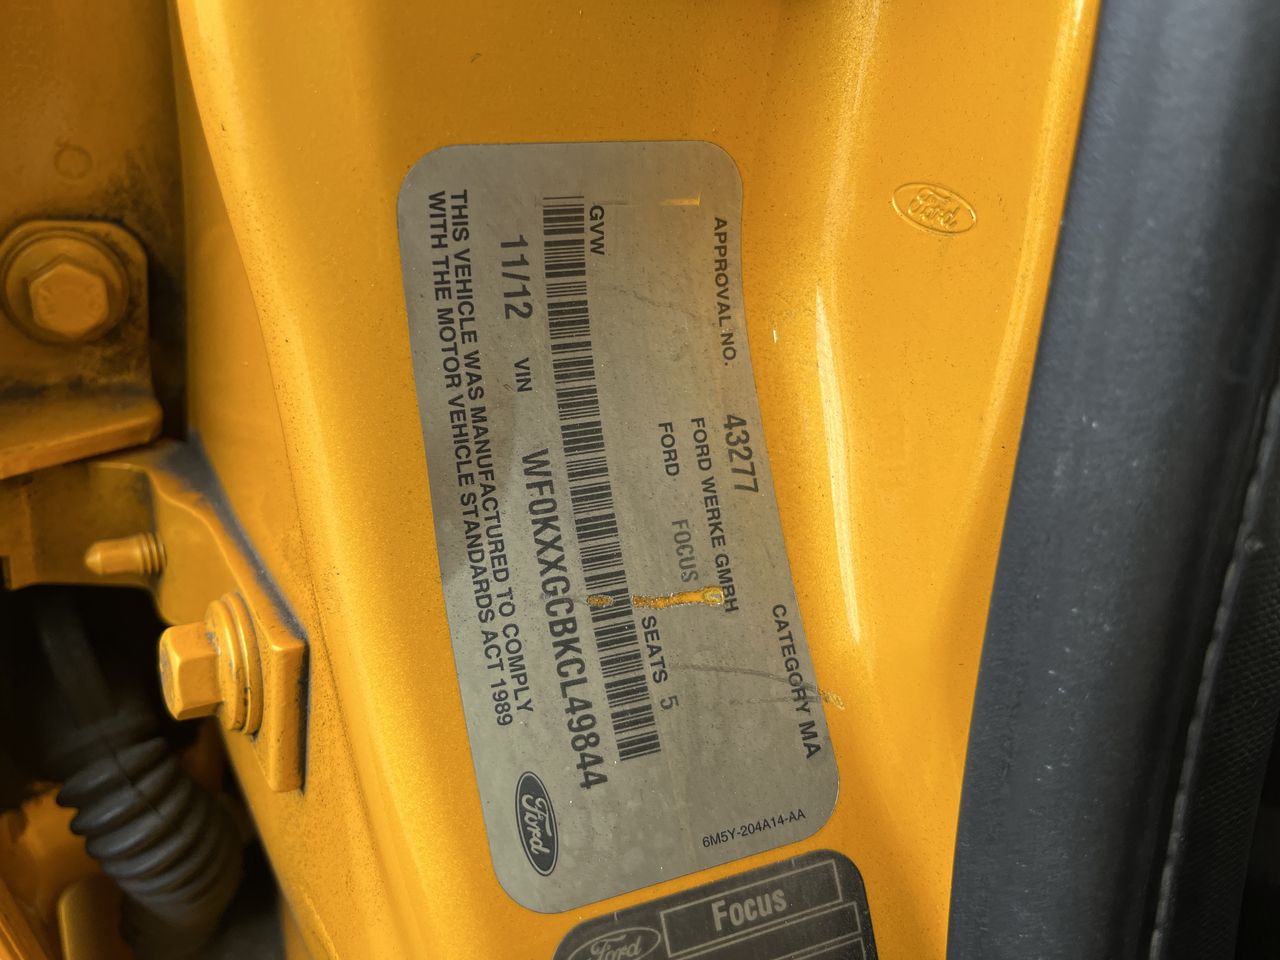 APPROVAL NO. 43277 CATEGORY MA
FORD WERKE GMBH
FORD FOCUS
SEATS 5
GVW
11/12 VIN WF0KXXGCBKCL49844
THIS VEHICLE WAS MANUFACTURED TO COMPLY
WITH THE MOTOR VEHICLE STANDARDS ACT 1989
Ford
6M5Y-204A14-AA
Ford
Focus
Ford